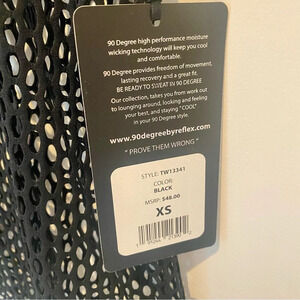 90 Degree high performance moisture
wicking technology will keep you cool
and comfortable.
90 Degree provides freedom of movement,
lasting recovery and a great fit.
BE READY TO SWEAT IN 90 DEGREE
Our collection, takes you from work out
to lounging around, looking and feeling
your best, and staying "COOL"
in your 90 Degree style.
www.90degreebyreflex.com
" PROVE THEM WRONG "
STYLE: TW13341
COLOR:
BLACK
MSRP: $48.00
XS